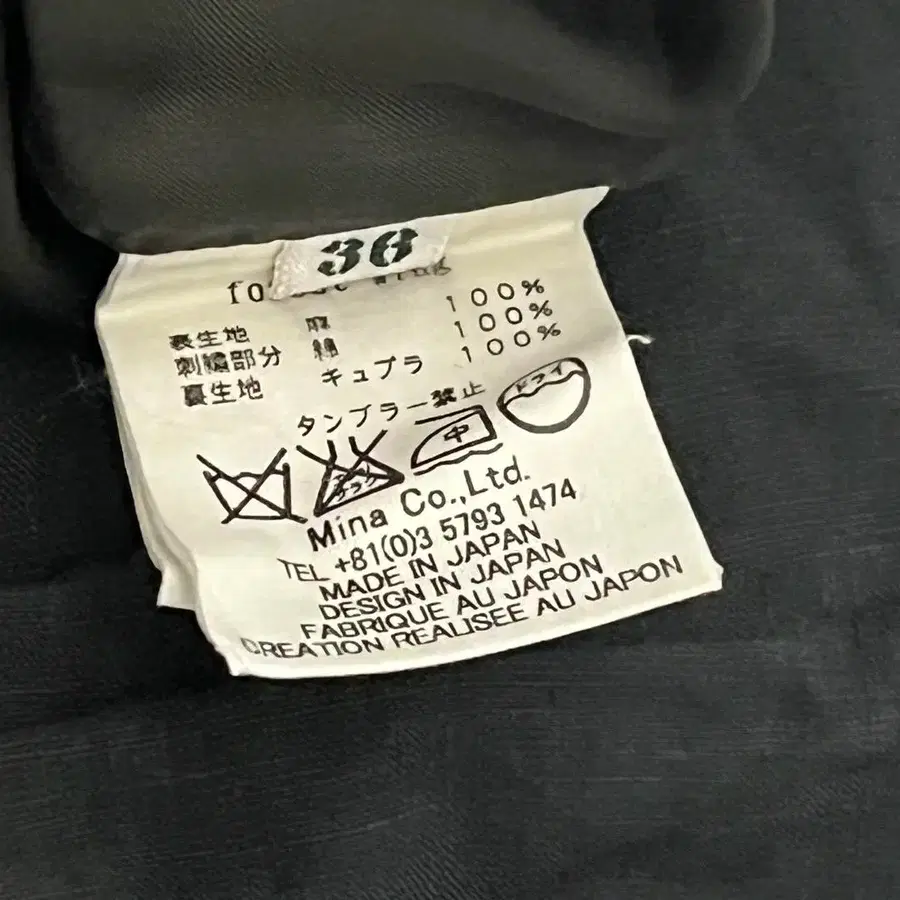 36
表生地 麻 100%
刺繍部分 綿 100%
裏生地 キュプラ 100%
タンブラー禁止
中
ドライ
Mina Co.,Ltd.
TEL +81(0)3 5793 1474
MADE IN JAPAN
DESIGN IN JAPAN
FABRIQUE AU JAPON
CREATION REALISEE AU JAPON